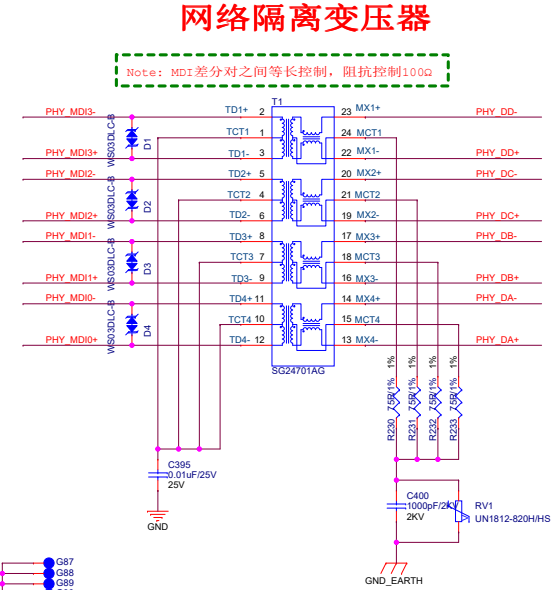 网络隔离变压器
Note: MDI差分对之间等长控制，阻抗控制100Ω
T1
PHY_MDI3- TD1+ 2 23 MX1+ PHY_DD-
TCT1 1 24 MCT1
WS03DLC-B D1
PHY_MDI3+ TD1- 3 22 MX1- PHY_DD+
PHY_MDI2- TD2+ 5 20 MX2+ PHY_DC-
TCT2 4 21 MCT2
WS03DLC-B D2
PHY_MDI2+ TD2- 6 19 MX2- PHY_DC+
PHY_MDI1- TD3+ 8 17 MX3+ PHY_DB-
TCT3 7 18 MCT3
WS03DLC-B D3
PHY_MDI1+ TD3- 9 16 MX3- PHY_DB+
PHY_MDI0- TD4+ 11 14 MX4+ PHY_DA-
TCT4 10 15 MCT4
WS03DLC-B D4
PHY_MDI0+ TD4- 12 13 MX4- PHY_DA+
SG24701AG
R230 75R/1% 1%
R231 75R/1% 1%
R232 75R/1% 1%
R233 75R/1% 1%
C395
0.01uF/25V
25V
GND
C400
1000pF/2KV
2KV
RV1
UN1812-820H/HS
GND_EARTH
G87
G88
G89